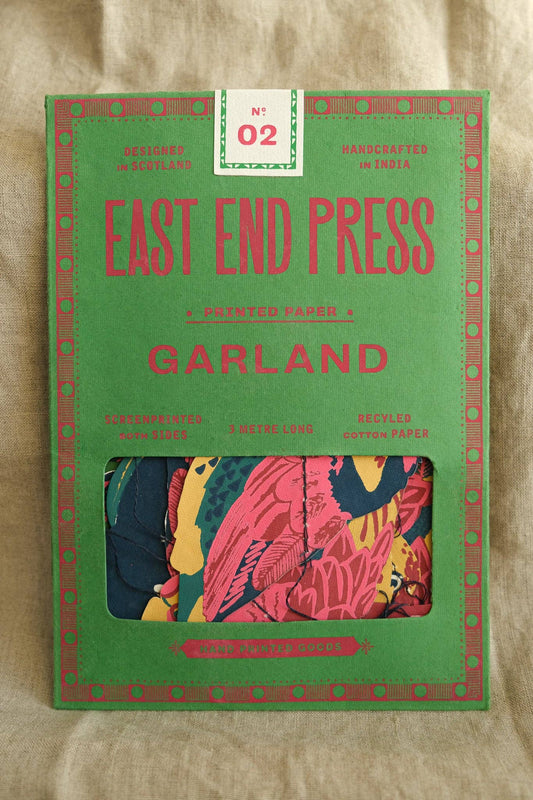 Nº
02
DESIGNED
IN SCOTLAND
HANDCRAFTED
IN INDIA
EAST END PRESS
• PRINTED PAPER •
GARLAND
SCREENPRINTED
BOTH SIDES
3 METRE LONG
RECYLED
COTTON PAPER
HAND PRINTED GOODS